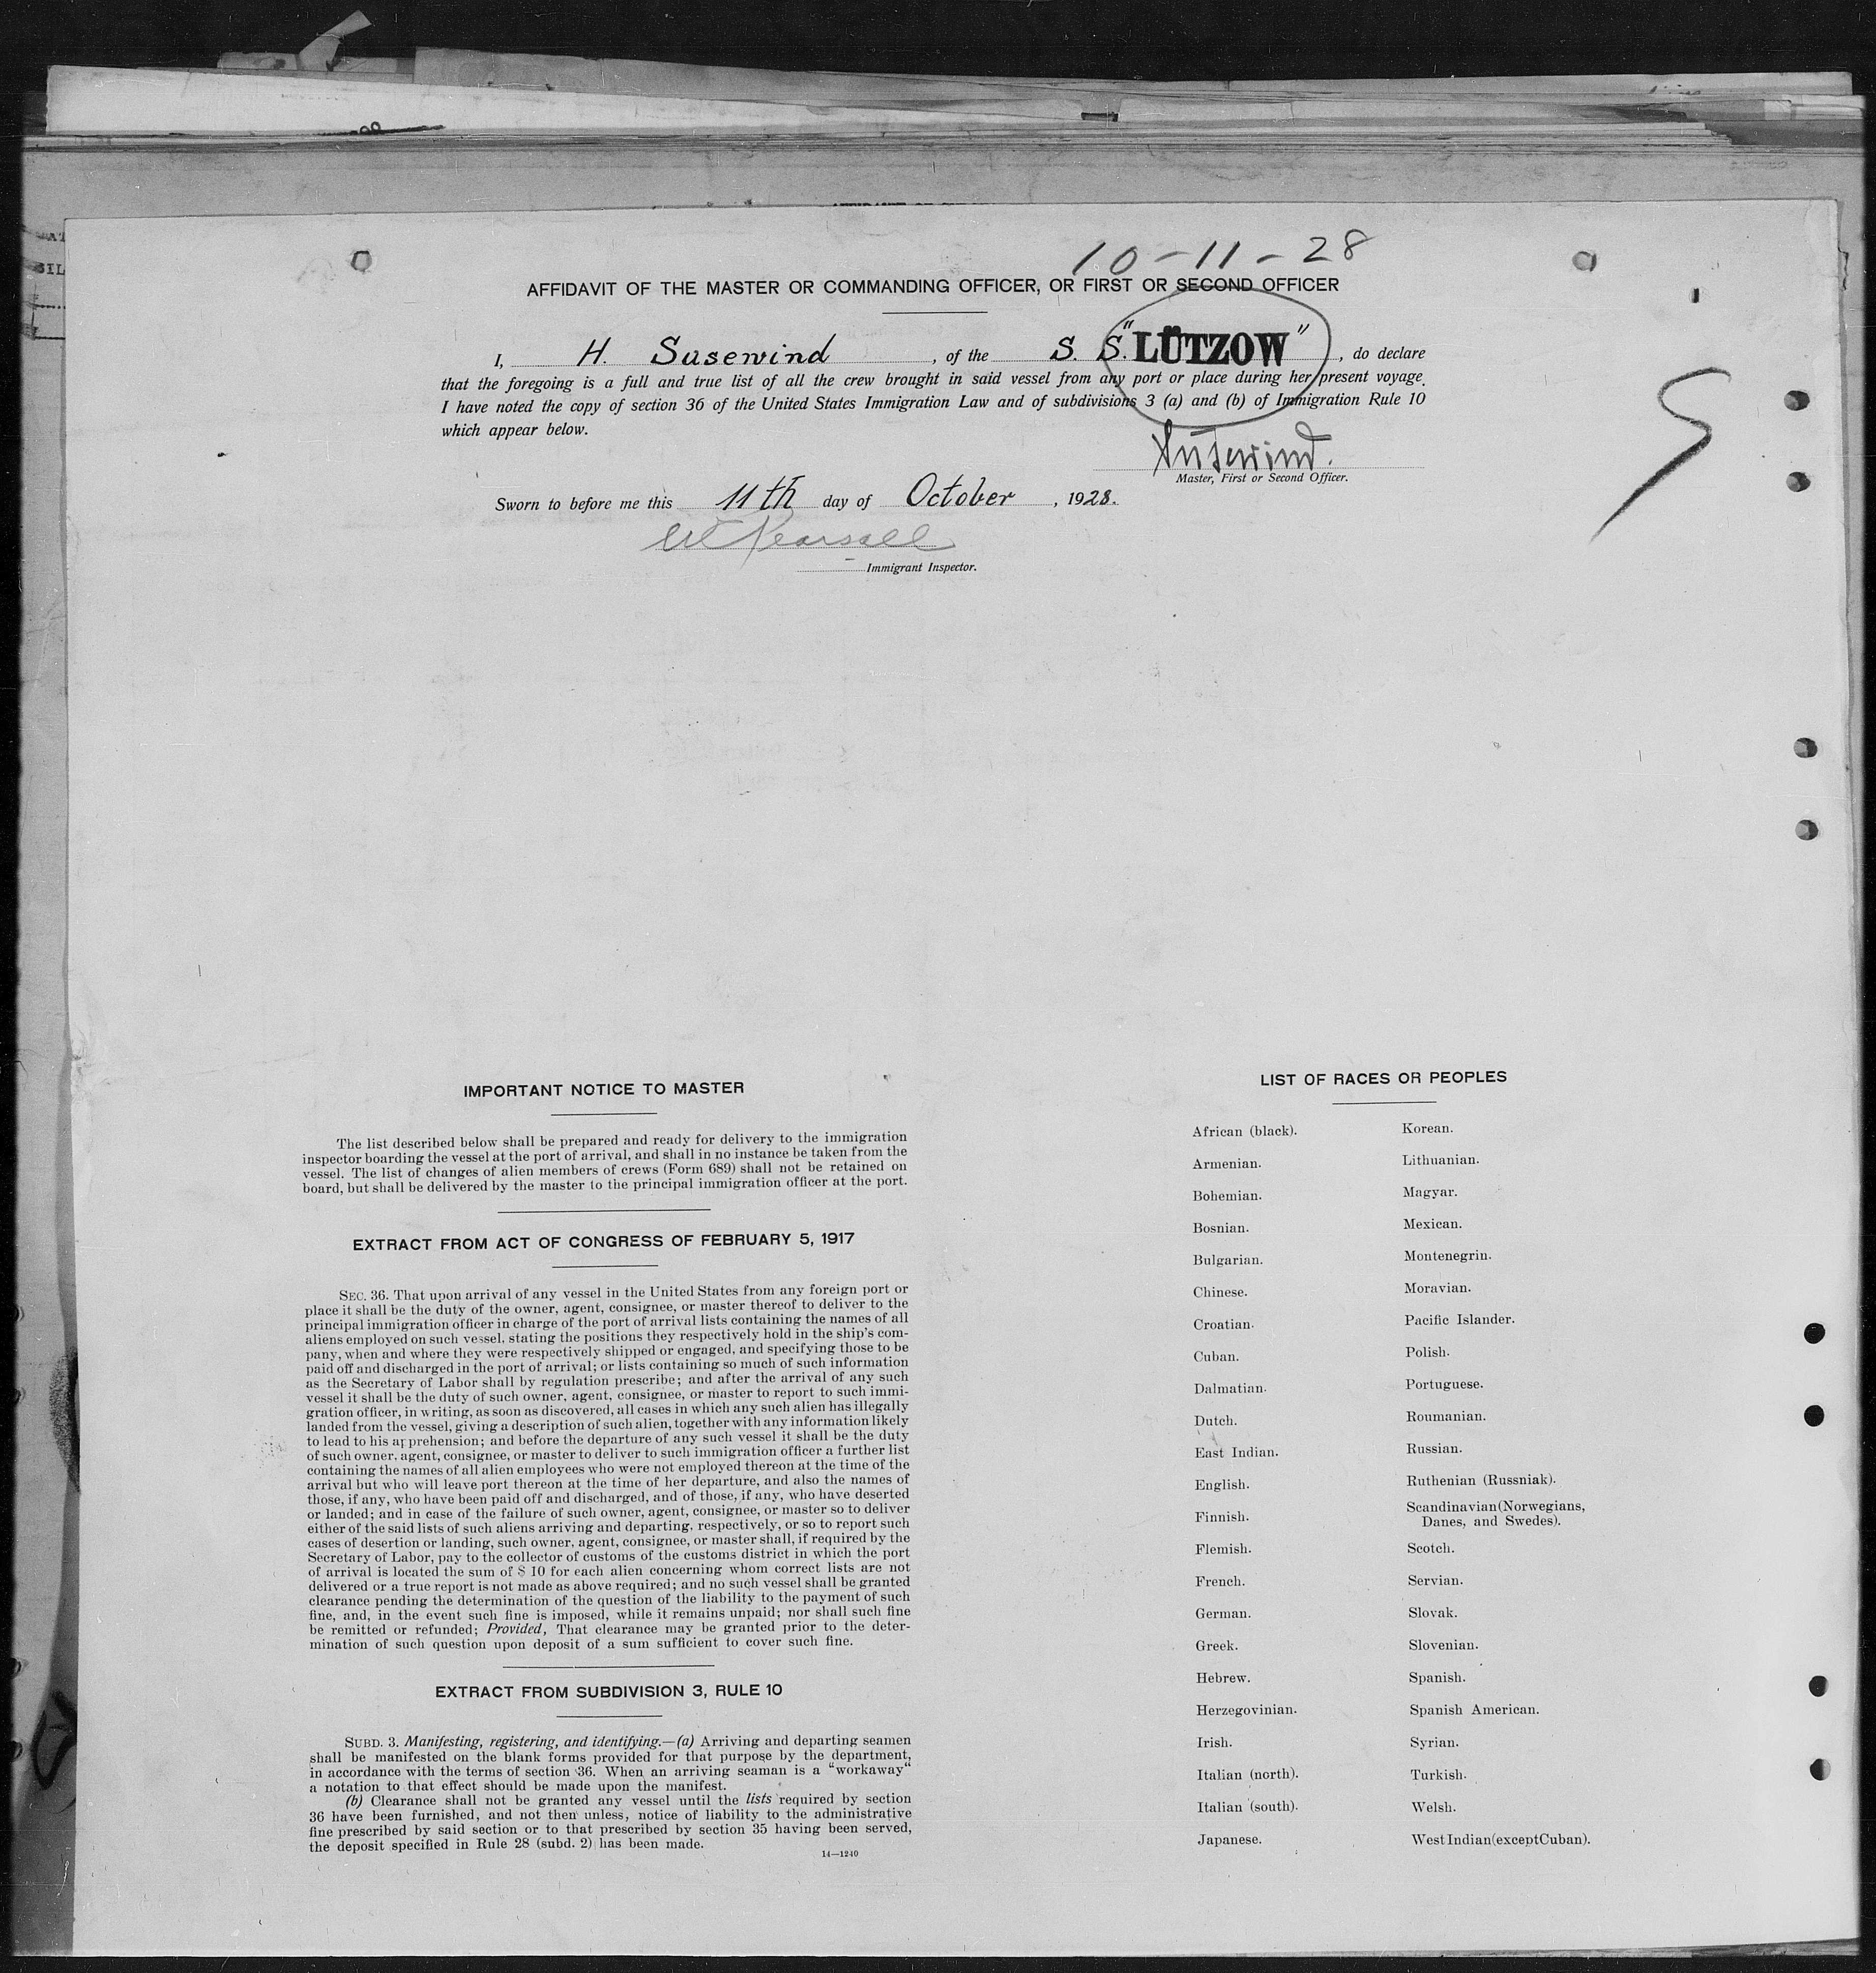 10-11-28
AFFIDAVIT OF THE MASTER OR COMMANDING OFFICER, OR FIRST OR SECOND OFFICER
I, H. Susewind, of the S. S. "LÜTZOW", do declare
that the foregoing is a full and true list of all the crew brought in said vessel from any port or place during her present voyage.
I have noted the copy of section 36 of the United States Immigration Law and of subdivisions 3 (a) and (b) of Immigration Rule 10
which appear below.
Susewind.
Master, First or Second Officer.
Sworn to before me this 11th day of October, 1928.
Pearsall
Immigrant Inspector.
IMPORTANT NOTICE TO MASTER
The list described below shall be prepared and ready for delivery to the immigration
inspector boarding the vessel at the port of arrival, and shall in no instance be taken from the
vessel. The list of changes of alien members of crews (Form 689) shall not be retained on
board, but shall be delivered by the master to the principal immigration officer at the port.
EXTRACT FROM ACT OF CONGRESS OF FEBRUARY 5, 1917
SEC. 36. That upon arrival of any vessel in the United States from any foreign port or
place it shall be the duty of the owner, agent, consignee, or master thereof to deliver to the
principal immigration officer in charge of the port of arrival lists containing the names of all
aliens employed on such vessel, stating the positions they respectively hold in the ship's com-
pany, when and where they were respectively shipped or engaged, and specifying those to be
paid off and discharged in the port of arrival; or lists containing so much of such information
as the Secretary of Labor shall by regulation prescribe; and after the arrival of any such
vessel it shall be the duty of such owner, agent, consignee, or master to report to such immi-
gration officer, in writing, as soon as discovered, all cases in which any such alien has illegally
landed from the vessel, giving a description of such alien, together with any information likely
to lead to his apprehension; and before the departure of any such vessel it shall be the duty
of such owner, agent, consignee, or master to deliver to such immigration officer a further list
containing the names of all alien employees who were not employed thereon at the time of the
arrival but who will leave port thereon at the time of her departure, and also the names of
those, if any, who have been paid off and discharged, and of those, if any, who have deserted
or landed; and in case of the failure of such owner, agent, consignee, or master so to deliver
either of the said lists of such aliens arriving and departing, respectively, or so to report such
cases of desertion or landing, such owner, agent, consignee, or master shall, if required by the
Secretary of Labor, pay to the collector of customs of the customs district in which the port
of arrival is located the sum of $ 10 for each alien concerning whom correct lists are not
delivered or a true report is not made as above required; and no such vessel shall be granted
clearance pending the determination of the question of the liability to the payment of such
fine, and, in the event such fine is imposed, while it remains unpaid; nor shall such fine
be remitted or refunded; Provided, That clearance may be granted prior to the deter-
mination of such question upon deposit of a sum sufficient to cover such fine.
EXTRACT FROM SUBDIVISION 3, RULE 10
SUBD. 3. Manifesting, registering, and identifying.—(a) Arriving and departing seamen
shall be manifested on the blank forms provided for that purpose by the department,
in accordance with the terms of section 36. When an arriving seaman is a "workaway"
a notation to that effect should be made upon the manifest.
(b) Clearance shall not be granted any vessel until the lists required by section
36 have been furnished, and not then unless, notice of liability to the administrative
fine prescribed by said section or to that prescribed by section 35 having been served,
the deposit specified in Rule 28 (subd. 2) has been made.
14—1240
LIST OF RACES OR PEOPLES
African (black).
Armenian.
Bohemian.
Bosnian.
Bulgarian.
Chinese.
Croatian.
Cuban.
Dalmatian.
Dutch.
East Indian.
English.
Finnish.
Flemish.
French.
German.
Greek.
Hebrew.
Herzegovinian.
Irish.
Italian (north).
Italian (south).
Japanese.
Korean.
Lithuanian.
Magyar.
Mexican.
Montenegrin.
Moravian.
Pacific Islander.
Polish.
Portuguese.
Roumanian.
Russian.
Ruthenian (Russniak).
Scandinavian (Norwegians,
Danes, and Swedes).
Scotch.
Servian.
Slovak.
Slovenian.
Spanish.
Spanish American.
Syrian.
Turkish.
Welsh.
West Indian (except Cuban).